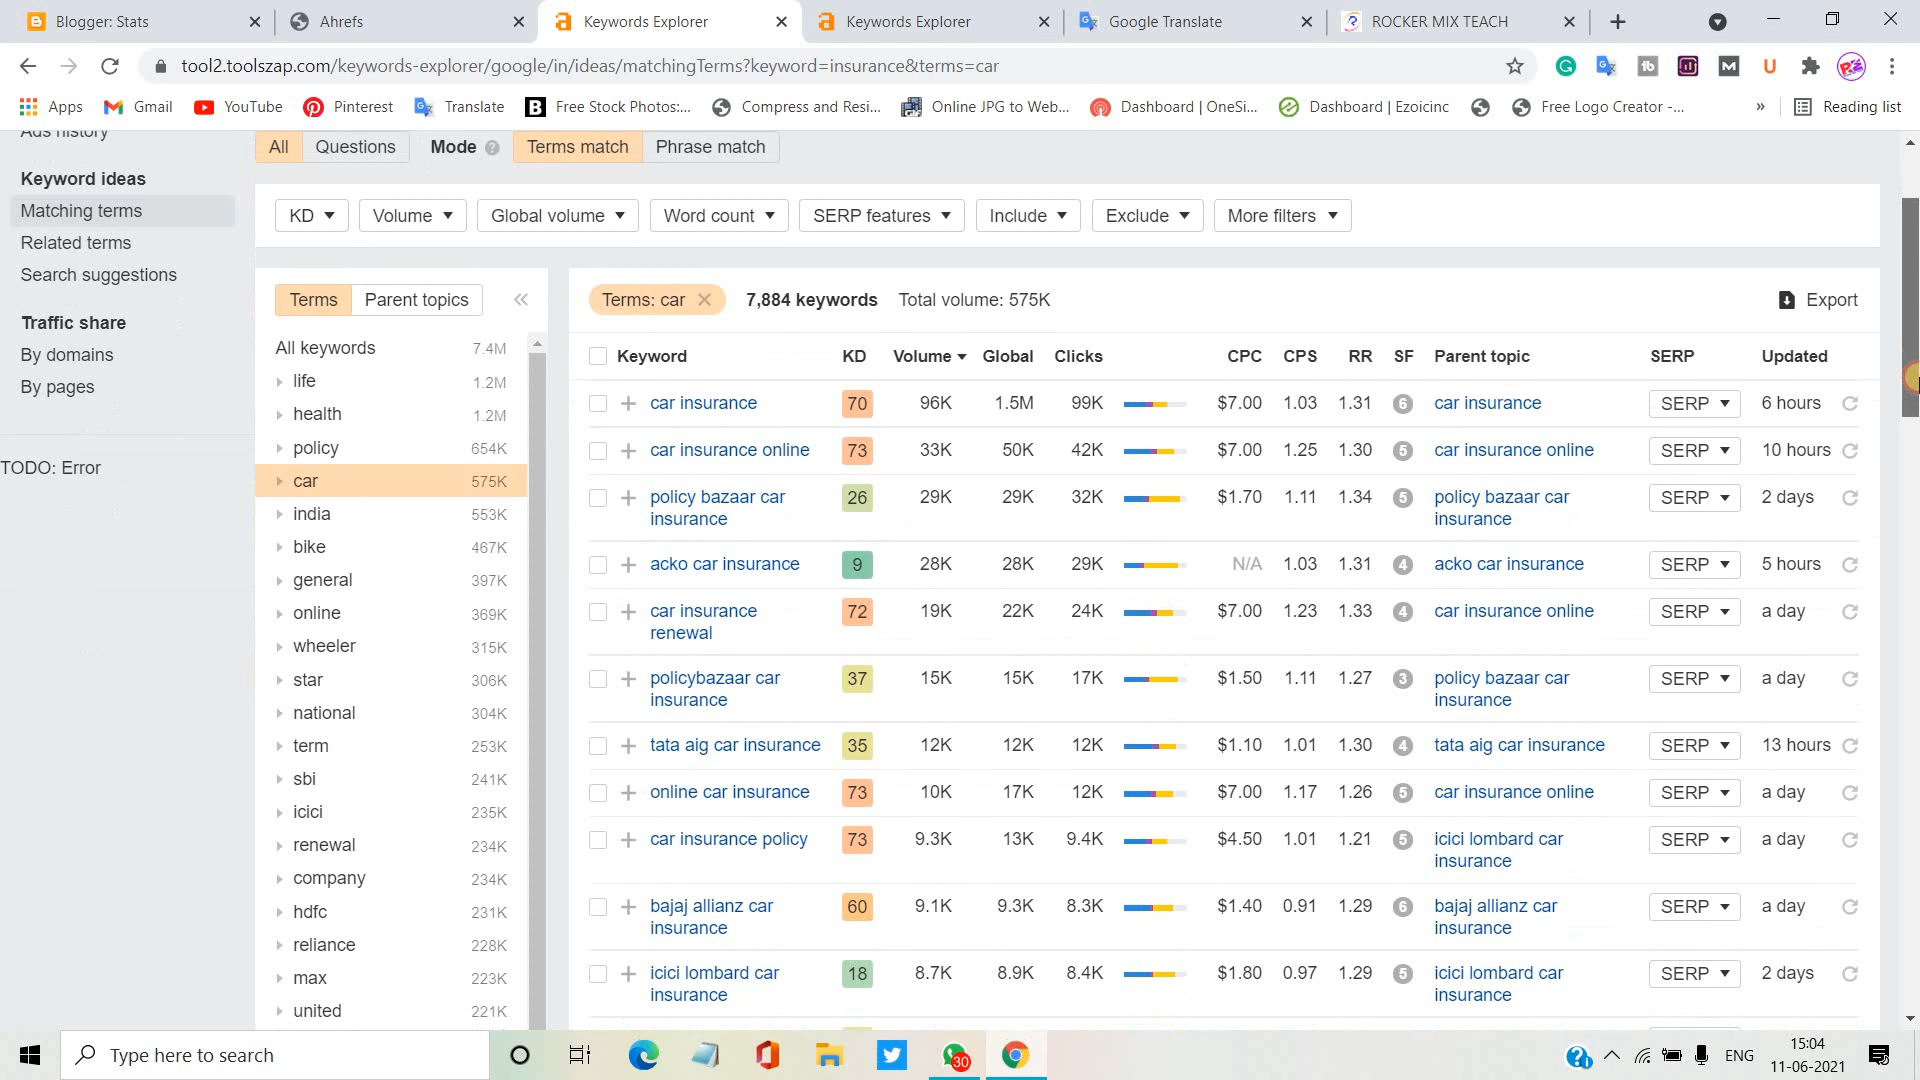 Blogger: Stats
Ahrefs
Keywords Explorer
Keywords Explorer
Google Translate
ROCKER MIX TEACH
tool2.toolszap.com/keywords-explorer/google/in/ideas/matchingTerms?keyword=insurance&terms=car
Apps Gmail YouTube Pinterest Translate Free Stock Photos:... Compress and Resi... Online JPG to Web... Dashboard | OneSi... Dashboard | Ezoicinc Free Logo Creator -... » Reading list
Ads history
Keyword ideas
Matching terms
Related terms
Search suggestions
Traffic share
By domains
By pages
TODO: Error
All Questions Mode ? Terms match Phrase match
KD Volume Global volume Word count SERP features Include Exclude More filters
Terms Parent topics
All keywords 7.4M
life 1.2M
health 1.2M
policy 654K
car 575K
india 553K
bike 467K
general 397K
online 369K
wheeler 315K
star 306K
national 304K
term 253K
sbi 241K
icici 235K
renewal 234K
company 234K
hdfc 231K
reliance 228K
max 223K
united 221K
Terms: car 7,884 keywords Total volume: 575K Export
Keyword KD Volume Global Clicks CPC CPS RR SF Parent topic SERP Updated
car insurance 70 96K 1.5M 99K $7.00 1.03 1.31 6 car insurance SERP 6 hours
car insurance online 73 33K 50K 42K $7.00 1.25 1.30 5 car insurance online SERP 10 hours
policy bazaar car 26 29K 29K 32K $1.70 1.11 1.34 5 policy bazaar car SERP 2 days
insurance insurance
acko car insurance 9 28K 28K 29K N/A 1.03 1.31 4 acko car insurance SERP 5 hours
car insurance 72 19K 22K 24K $7.00 1.23 1.33 4 car insurance online SERP a day
renewal
policybazaar car 37 15K 15K 17K $1.50 1.11 1.27 3 policy bazaar car SERP a day
insurance insurance
tata aig car insurance 35 12K 12K 12K $1.10 1.01 1.30 4 tata aig car insurance SERP 13 hours
online car insurance 73 10K 17K 12K $7.00 1.17 1.26 5 car insurance online SERP a day
car insurance policy 73 9.3K 13K 9.4K $4.50 1.01 1.21 5 icici lombard car SERP a day
insurance
bajaj allianz car 60 9.1K 9.3K 8.3K $1.40 0.91 1.29 6 bajaj allianz car SERP a day
insurance insurance
icici lombard car 18 8.7K 8.9K 8.4K $1.80 0.97 1.29 5 icici lombard car SERP 2 days
insurance insurance
Type here to search
30
ENG
15:04
11-06-2021